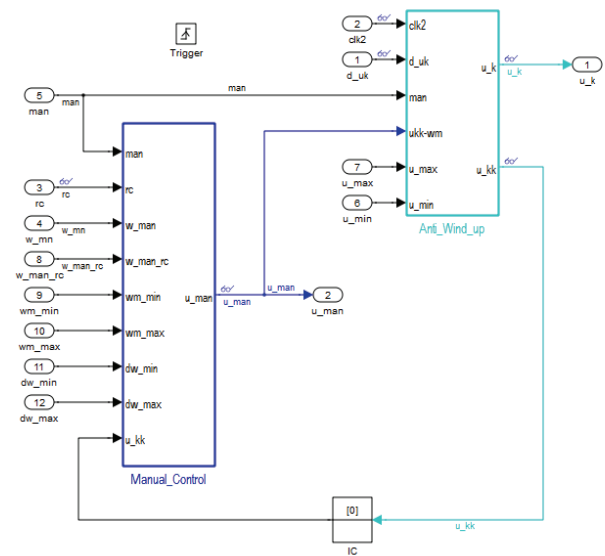 Trigger
2
clk2
1
d_uk
5
man
man
man
clk2
d_uk
man
ukk-wm
u_max
u_min
u_k
u_kk
u_k
1
u_k
7
u_max
6
u_min
Anti_Wind_up
3
rc
rc
4
w_mn
w_mn
8
w_man_rc
w_man_rc
9
wm_min
10
wm_max
11
dw_min
12
dw_max
man
rc
w_man
w_man_rc
wm_min
wm_max
dw_min
dw_max
u_kk
u_man
u_man
u_man
2
u_man
Manual_Control
[0]
IC
u_kk